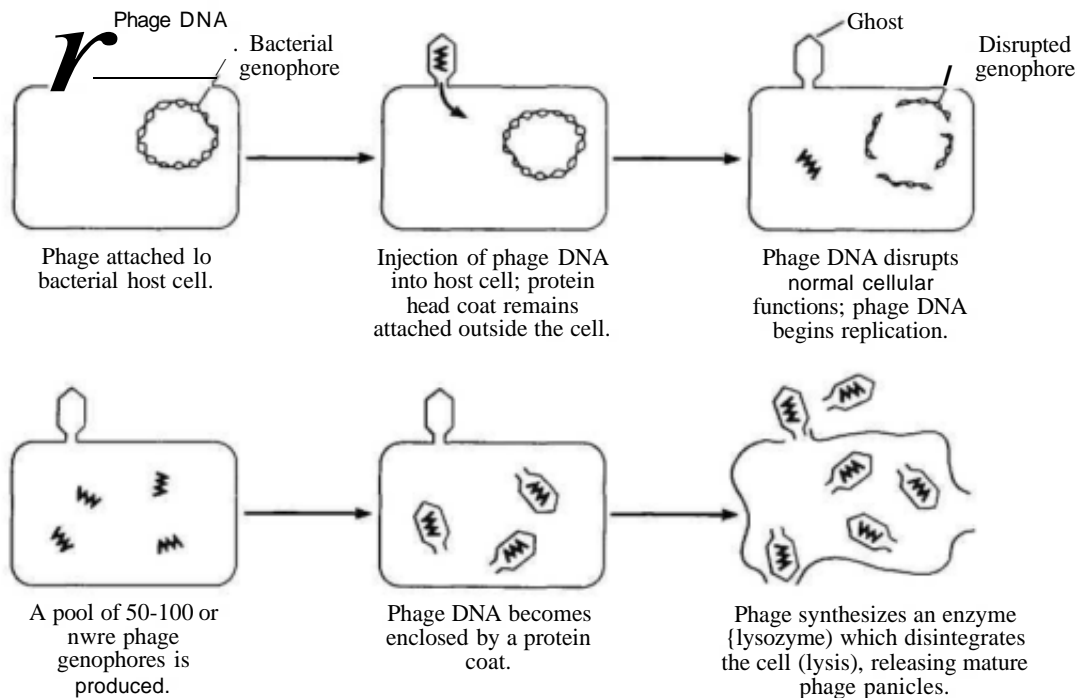 Phage DNA
r
. Bacterial
genophore
Ghost
Disrupted
genophore
Phage attached lo
bacterial host cell.
Injection of phage DNA
into host cell; protein
head coat remains
attached outside the cell.
Phage DNA disrupts
normal cellular
functions; phage DNA
begins replication.
A pool of 50-100 or
nwre phage
genophores is
produced.
Phage DNA becomes
enclosed by a protein
coat.
Phage synthesizes an enzyme
{lysozyme) which disintegrates
the cell (lysis), releasing mature
phage panicles.